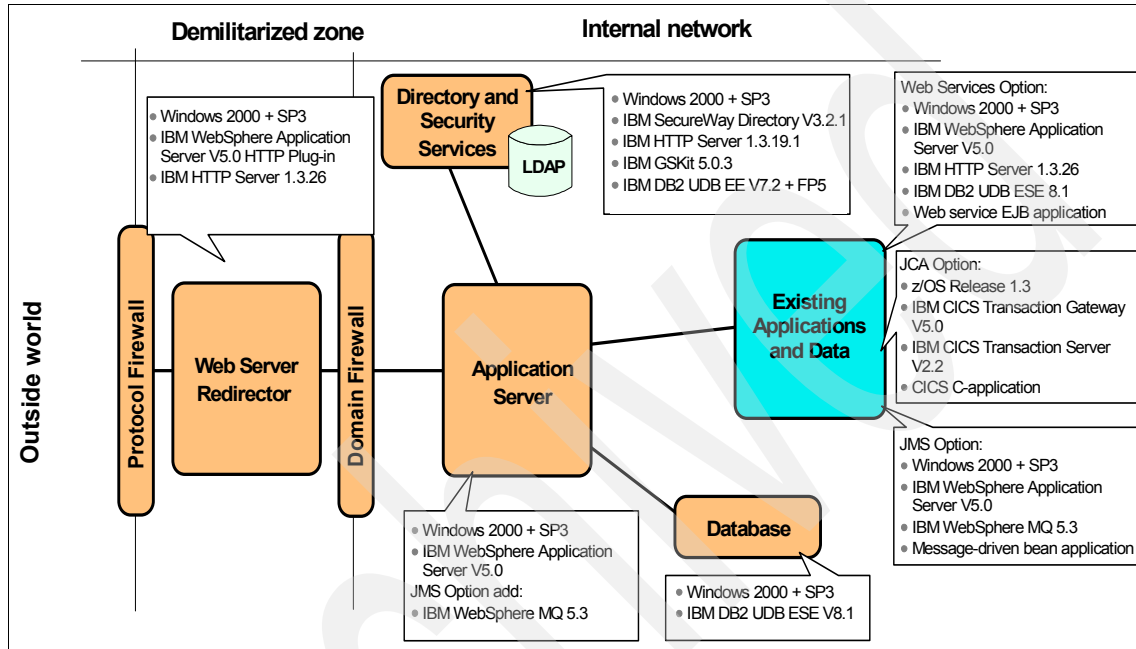 Demilitarized zone
Internal network
Outside world
Protocol Firewall
• Windows 2000 + SP3
• IBM WebSphere Application
Server V5.0 HTTP Plug-in
• IBM HTTP Server 1.3.26
Web Server
Redirector
Domain Firewall
Directory and
Security
Services
LDAP
• Windows 2000 + SP3
• IBM SecureWay Directory V3.2.1
• IBM HTTP Server 1.3.19.1
• IBM GSKit 5.0.3
• IBM DB2 UDB EE V7.2 + FP5
Application
Server
• Windows 2000 + SP3
• IBM WebSphere Application
Server V5.0
JMS Option add:
• IBM WebSphere MQ 5.3
Database
• Windows 2000 + SP3
• IBM DB2 UDB ESE V8.1
Existing
Applications
and Data
Web Services Option:
• Windows 2000 + SP3
• IBM WebSphere Application
Server V5.0
• IBM HTTP Server 1.3.26
• IBM DB2 UDB ESE 8.1
• Web service EJB application
JCA Option:
• z/OS Release 1.3
• IBM CICS Transaction Gateway
V5.0
• IBM CICS Transaction Server
V2.2
• CICS C-application
JMS Option:
• Windows 2000 + SP3
• IBM WebSphere Application
Server V5.0
• IBM WebSphere MQ 5.3
• Message-driven bean application